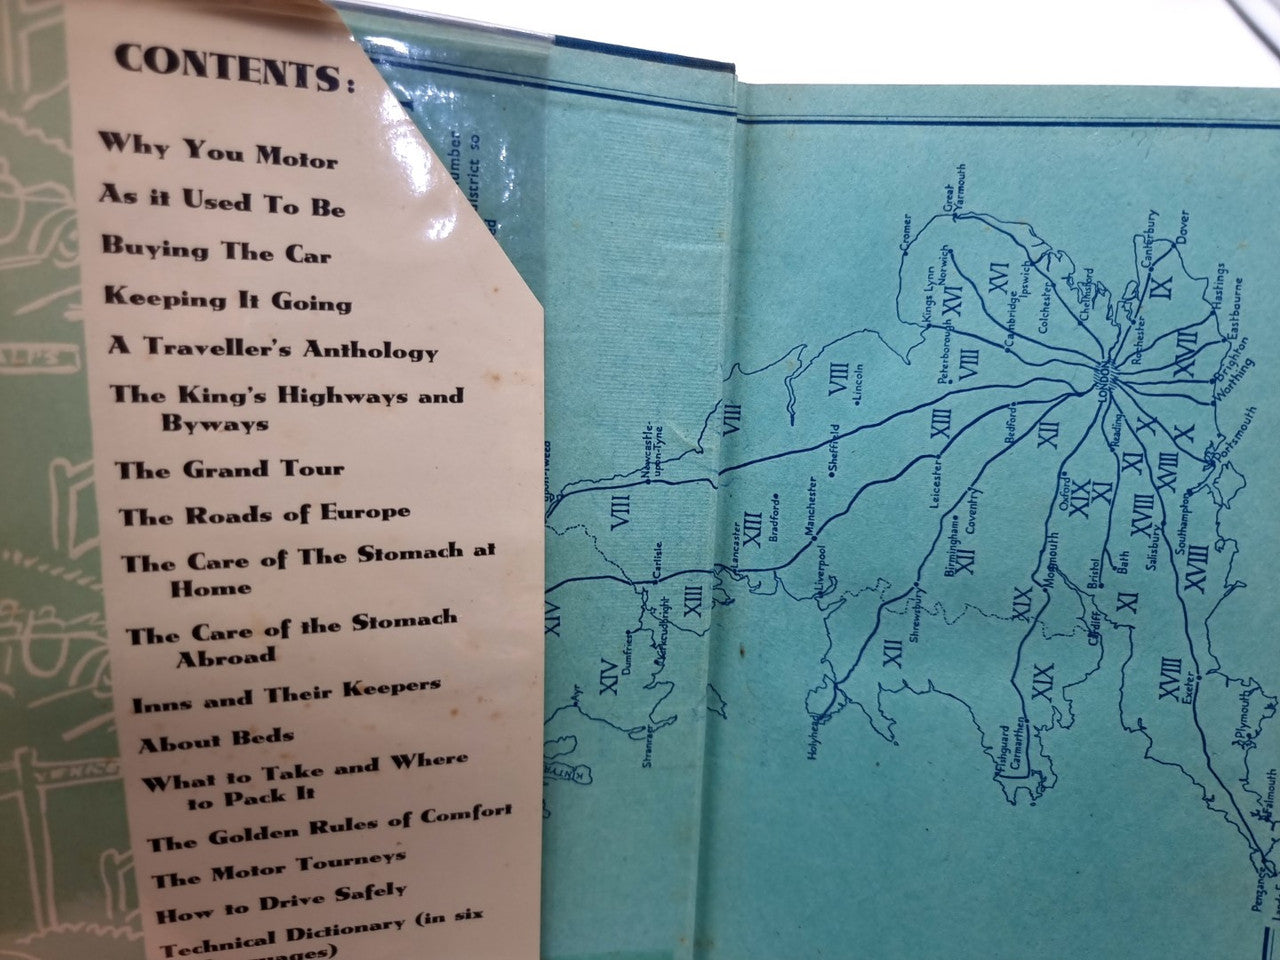 CONTENTS:
Why You Motor
As it Used To Be
Buying The Car
Keeping It Going
A Traveller's Anthology
The King's Highways and
Byways
The Grand Tour
The Roads of Europe
The Care of The Stomach at
Home
The Care of the Stomach
Abroad
Inns and Their Keepers
About Beds
What to Take and Where
to Pack It
The Golden Rules of Comfort
The Motor Tourneys
How to Drive Safely
Technical Dictionary (in six
Great
Yarmouth
Cromer
Norwich
Kings Lynn
XVI
XVI
Ipswich
Cambridge
Colchester
Chelmsford
Canterbury
Dover
IX
Rochester
Hastings
Eastbourne
XVII
Brighton
Worthing
LONDON
Peterborough
VIII
VIII
Lincoln
VIII
XIII
Bedford
XII
Reading
X
X
Portsmouth
Newcastle-
upon-Tyne
Sheffield
VIII
Leicester
Coventry
Oxford
XIX
XI
XI
XVIII
XVIII
Southampton
Salisbury
XVIII
Manchester
Bradford
XIII
Lancaster
Liverpool
Birmingham
XII
Monmouth
Bristol
Bath
XI
Cardiff
XIX
XIX
Carlisle
XIII
Kirkcudbright
Dumfries
XIV
XIV
Ayr
Stranraer
Shrewsbury
XII
Holyhead
Fishguard
Carmarthen
XVIII
Exeter
Plymouth
Falmouth
Penzance